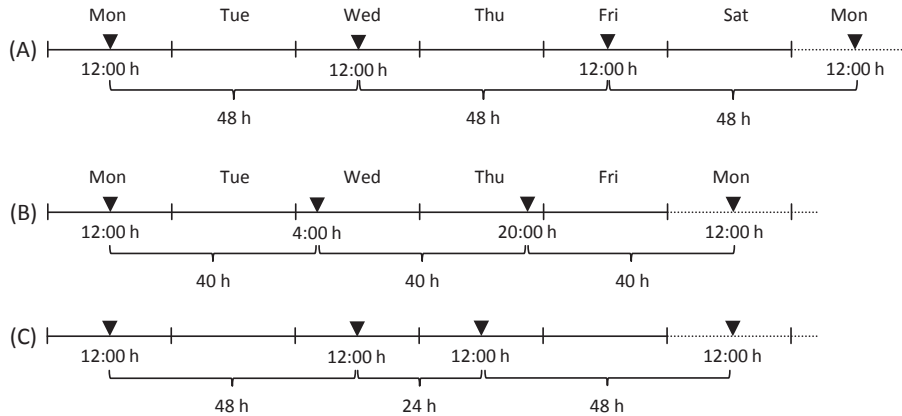 Mon Tue Wed Thu Fri Sat Mon
(A)
12:00 h 12:00 h 12:00 h 12:00 h
48 h 48 h 48 h
Mon Tue Wed Thu Fri Mon
(B)
12:00 h 4:00 h 20:00 h 12:00 h
40 h 40 h 40 h
(C)
12:00 h 12:00 h 12:00 h 12:00 h
48 h 24 h 48 h